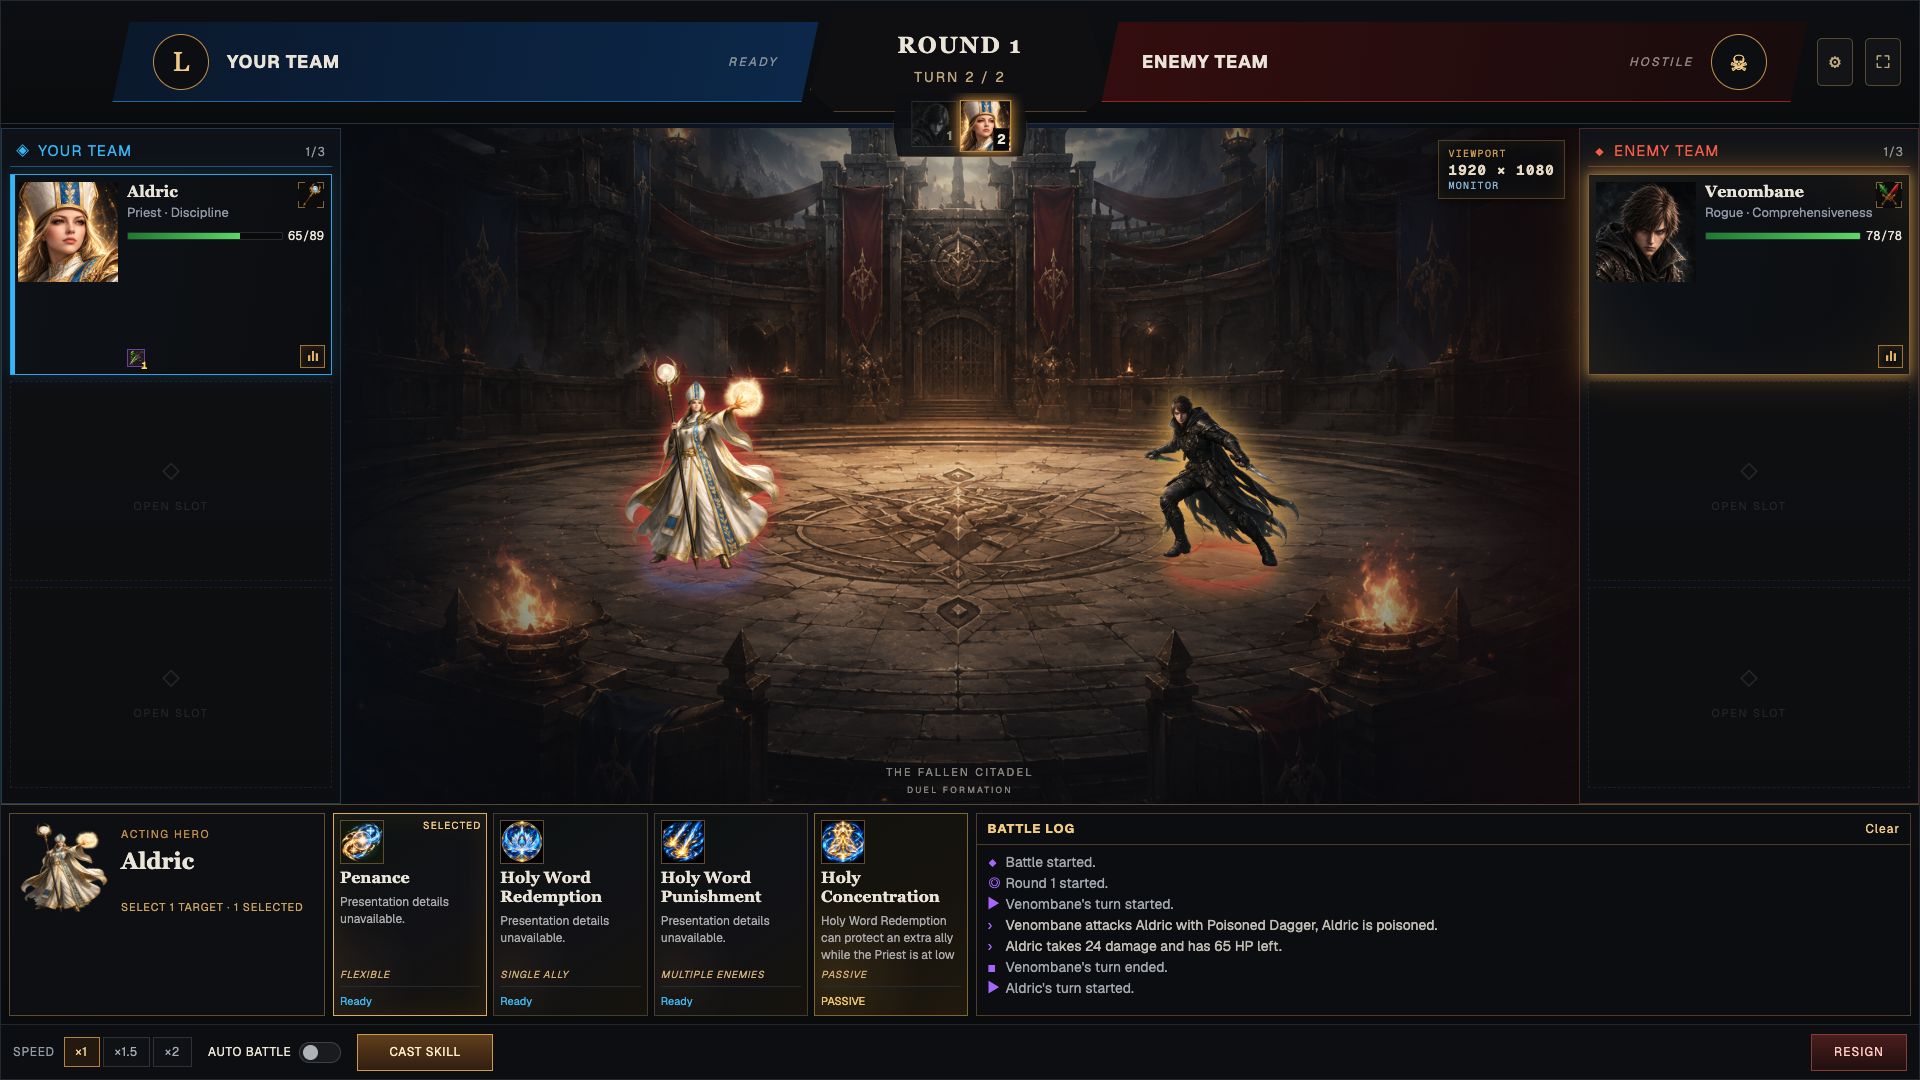 L
YOUR TEAM
READY
ROUND 1
TURN 2 / 2
1
2
ENEMY TEAM
HOSTILE
YOUR TEAM
1/3
Aldric
Priest · Discipline
65/89
1
OPEN SLOT
OPEN SLOT
VIEWPORT
1920 × 1080
MONITOR
THE FALLEN CITADEL
DUEL FORMATION
ENEMY TEAM
1/3
Venombane
Rogue · Comprehensiveness
78/78
OPEN SLOT
OPEN SLOT
ACTING HERO
Aldric
SELECT 1 TARGET · 1 SELECTED
SELECTED
Penance
Presentation details
unavailable.
FLEXIBLE
Ready
Holy Word
Redemption
Presentation details
unavailable.
SINGLE ALLY
Ready
Holy Word
Punishment
Presentation details
unavailable.
MULTIPLE ENEMIES
Ready
Holy
Concentration
Holy Word Redemption
can protect an extra ally
while the Priest is at low
PASSIVE
PASSIVE
BATTLE LOG
Clear
Battle started.
Round 1 started.
Venombane's turn started.
Venombane attacks Aldric with Poisoned Dagger, Aldric is poisoned.
Aldric takes 24 damage and has 65 HP left.
Venombane's turn ended.
Aldric's turn started.
SPEED
×1
×1.5
×2
AUTO BATTLE
CAST SKILL
RESIGN